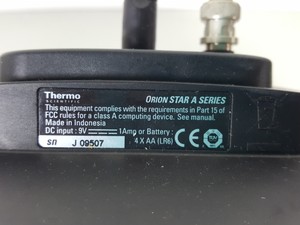 Thermo
SCIENTIFIC
ORION STAR A SERIES
This equipment complies with the requirements in Part 15 of
FCC rules for a class A computing device. See manual.
Made in Indonesia
DC input : 9V 1Amp or Battery :
4 X AA (LR6) CE
sn J 09507